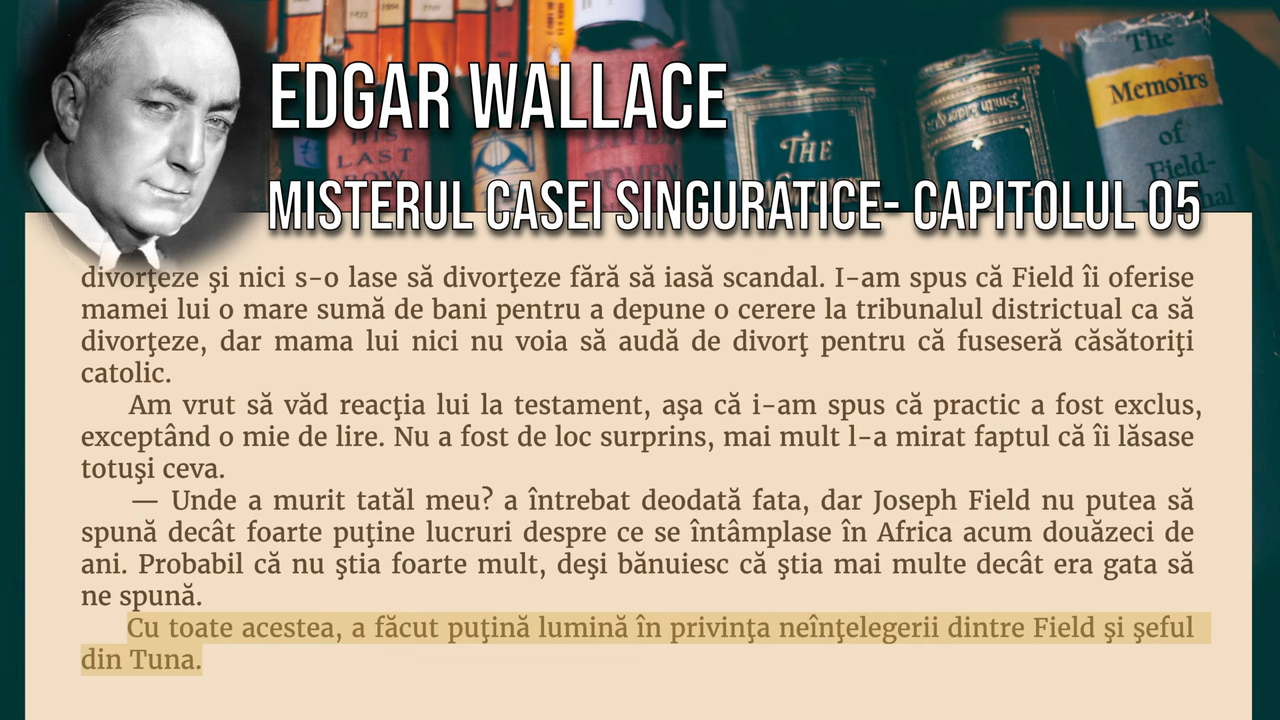 EDGAR WALLACE
MISTERUL CASEI SINGURATICE- CAPITOLUL 05
HIS
LAST
BOW
WOMEN
THE
The
Memoirs
of
Field-
divorţeze şi nici s-o lase să divorţeze fără să iasă scandal. I-am spus că Field îi oferise
mamei lui o mare sumă de bani pentru a depune o cerere la tribunalul districtual ca să
divorţeze, dar mama lui nici nu voia să audă de divorţ pentru că fuseseră căsătoriţi
catolic.
Am vrut să văd reacţia lui la testament, aşa că i-am spus că practic a fost exclus,
exceptând o mie de lire. Nu a fost de loc surprins, mai mult l-a mirat faptul că îi lăsase
totuşi ceva.
— Unde a murit tatăl meu? a întrebat deodată fata, dar Joseph Field nu putea să
spună decât foarte puţine lucruri despre ce se întâmplase în Africa acum douăzeci de
ani. Probabil că nu ştia foarte mult, deşi bănuiesc că ştia mai multe decât era gata să
ne spună.
Cu toate acestea, a făcut puţină lumină în privinţa neînţelegerii dintre Field şi şeful
din Tuna.